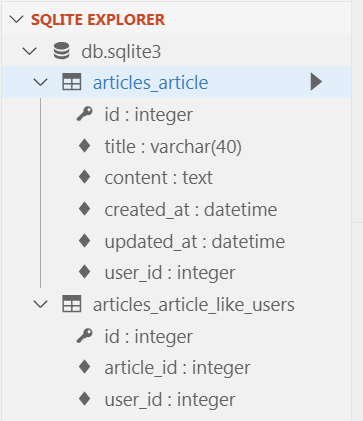 SQLITE EXPLORER
db.sqlite3
articles_article
id : integer
title : varchar(40)
content : text
created_at : datetime
updated_at : datetime
user_id : integer
articles_article_like_users
id : integer
article_id : integer
user_id : integer